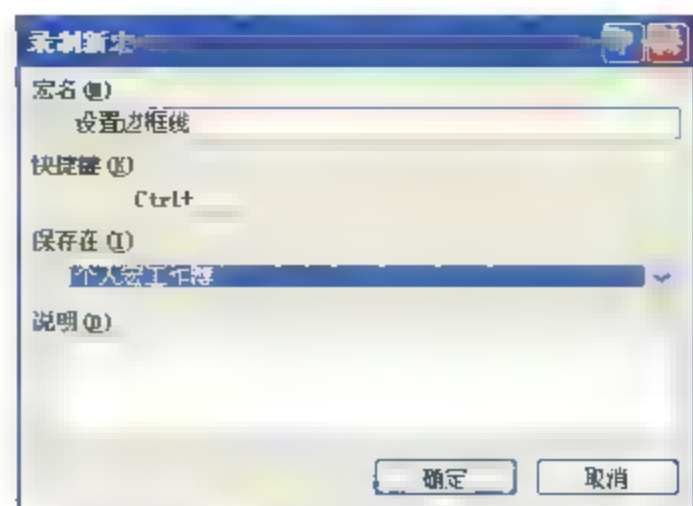 录制新宏
宏名(M)
设置边框线
快捷键(K)
Ctrl+
保存在(I)
个人宏工作簿
说明(D)
确定
取消